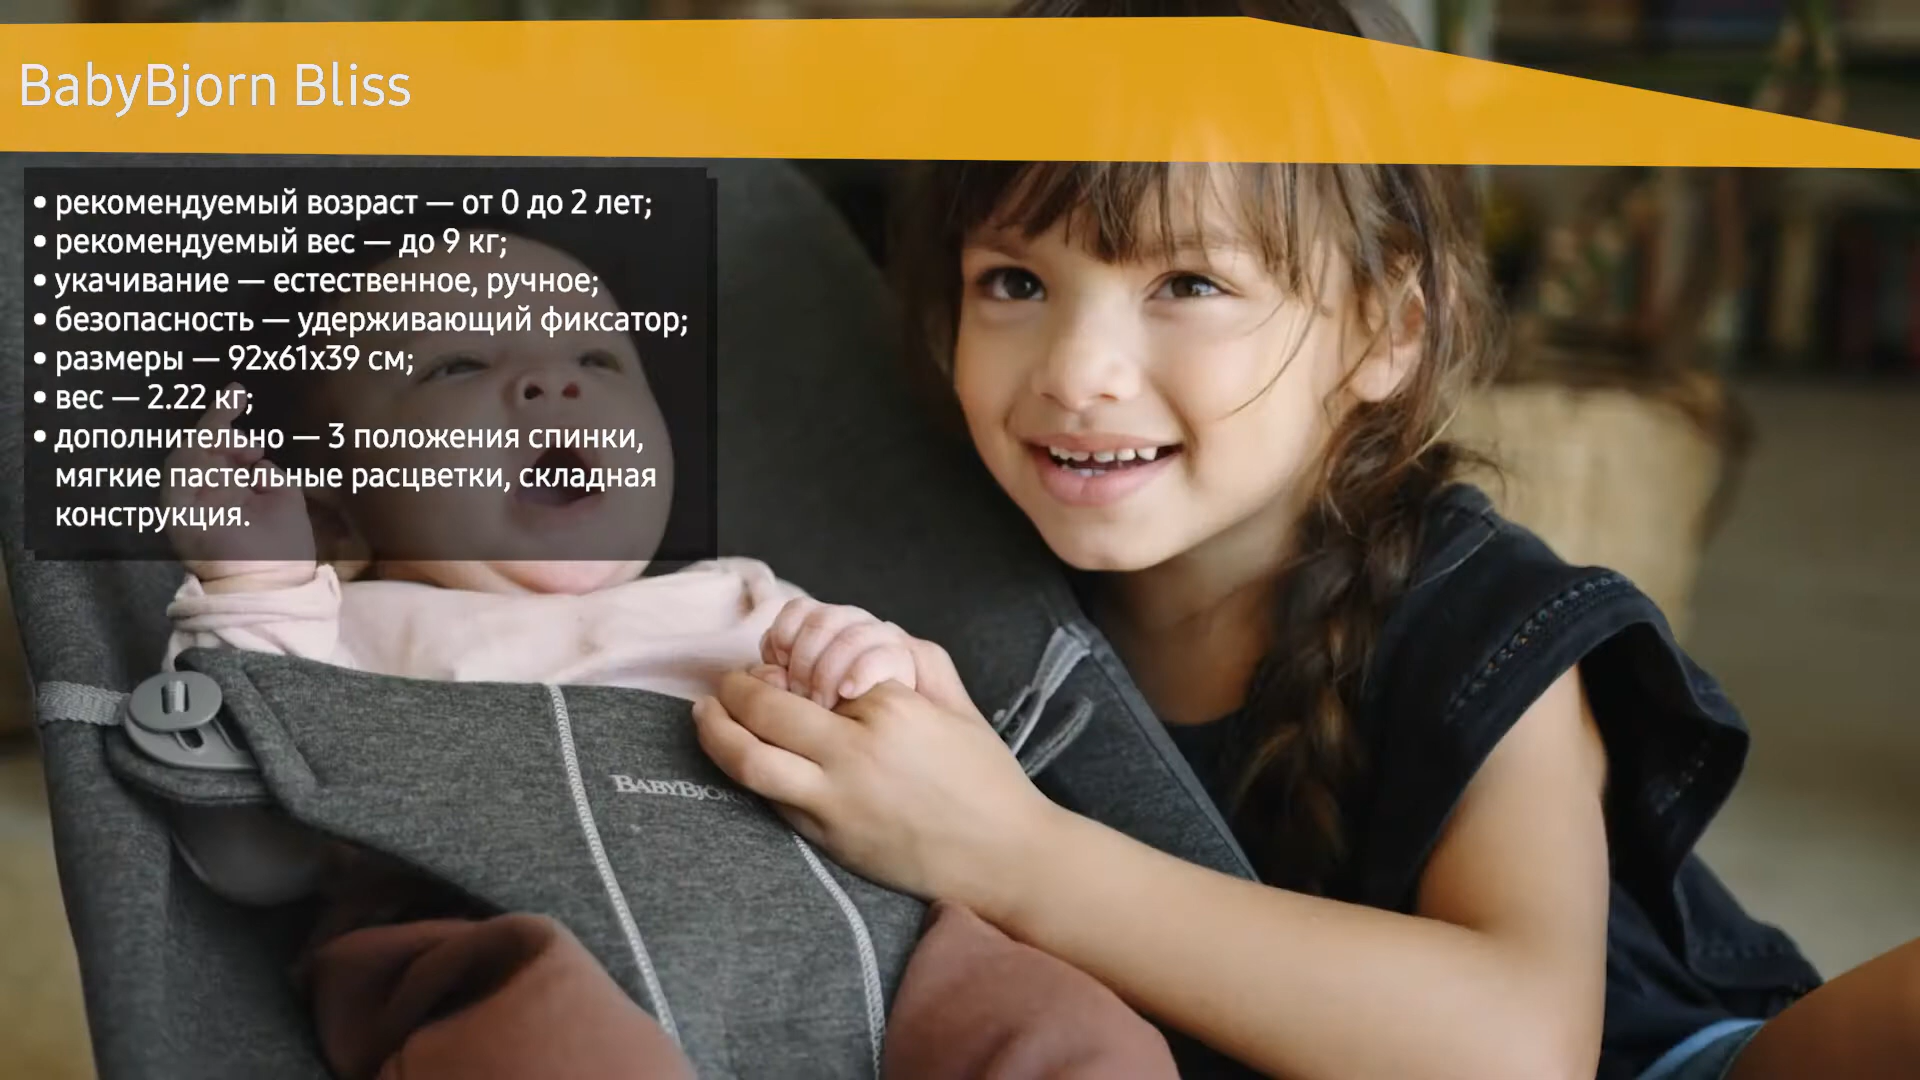 BabyBjorn Bliss
• рекомендуемый возраст — от 0 до 2 лет;
• рекомендуемый вес — до 9 кг;
• укачивание — естественное, ручное;
• безопасность — удерживающий фиксатор;
• размеры — 92х61х39 см;
• вес — 2.22 кг;
• дополнительно — 3 положения спинки,
мягкие пастельные расцветки, складная
конструкция.
BABYBJÖR